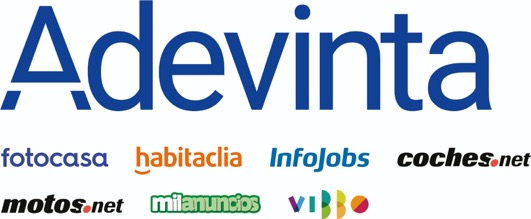 Adevinta
fotocasa habitaclia InfoJobs coches.net
motos.net milanuncios VIBBO